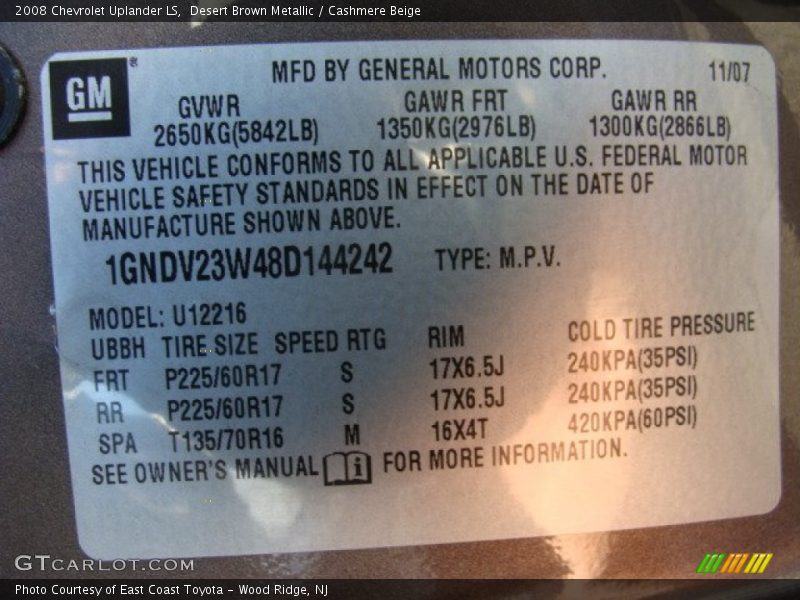 2008 Chevrolet Uplander LS, Desert Brown Metallic / Cashmere Beige
GM ®
MFD BY GENERAL MOTORS CORP. 11/07
GVWR GAWR FRT GAWR RR
2650KG(5842LB) 1350KG(2976LB) 1300KG(2866LB)
THIS VEHICLE CONFORMS TO ALL APPLICABLE U.S. FEDERAL MOTOR
VEHICLE SAFETY STANDARDS IN EFFECT ON THE DATE OF
MANUFACTURE SHOWN ABOVE.
1GNDV23W48D144242 TYPE: M.P.V.
MODEL: U12216
UBBH TIRE SIZE SPEED RTG RIM COLD TIRE PRESSURE
FRT P225/60R17 S 17X6.5J 240KPA(35PSI)
RR P225/60R17 S 17X6.5J 240KPA(35PSI)
SPA T135/70R16 M 16X4T 420KPA(60PSI)
SEE OWNER'S MANUAL i FOR MORE INFORMATION.
GTCARLOT.COM
Photo Courtesy of East Coast Toyota – Wood Ridge, NJ